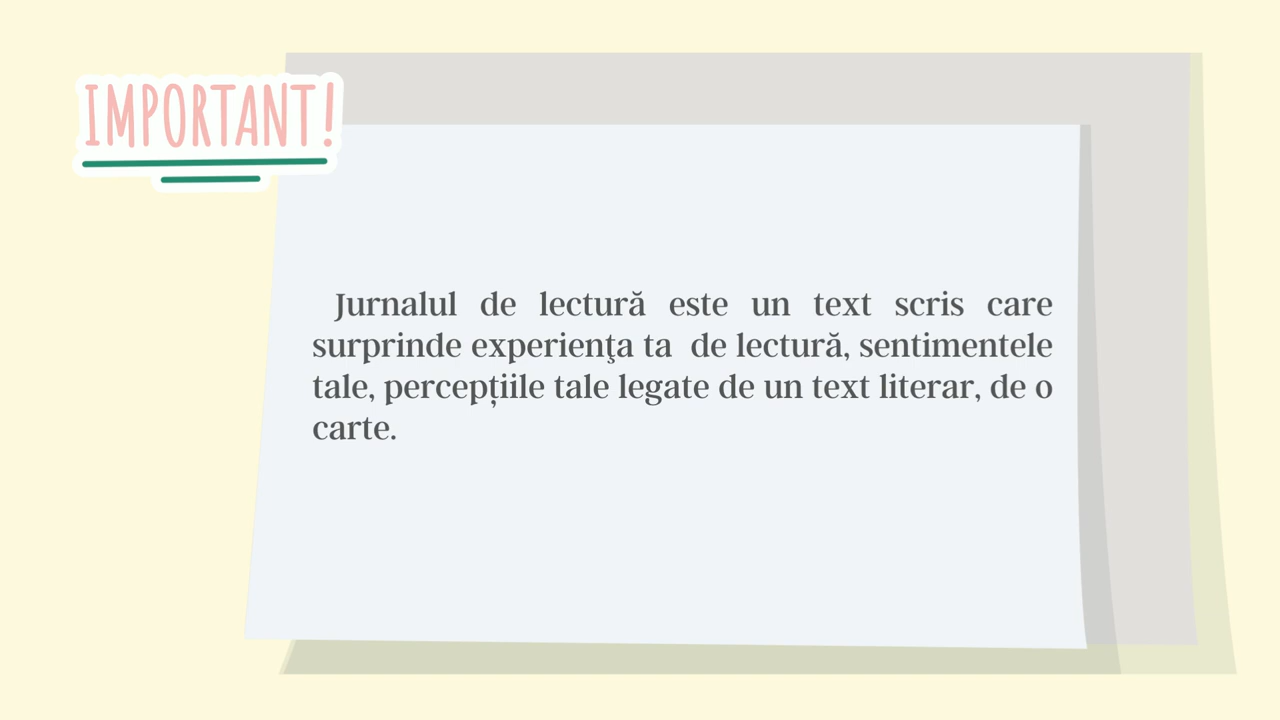 IMPORTANT!
Jurnalul de lectură este un text scris care
surprinde experienţa ta de lectură, sentimentele
tale, percepțiile tale legate de un text literar, de o
carte.